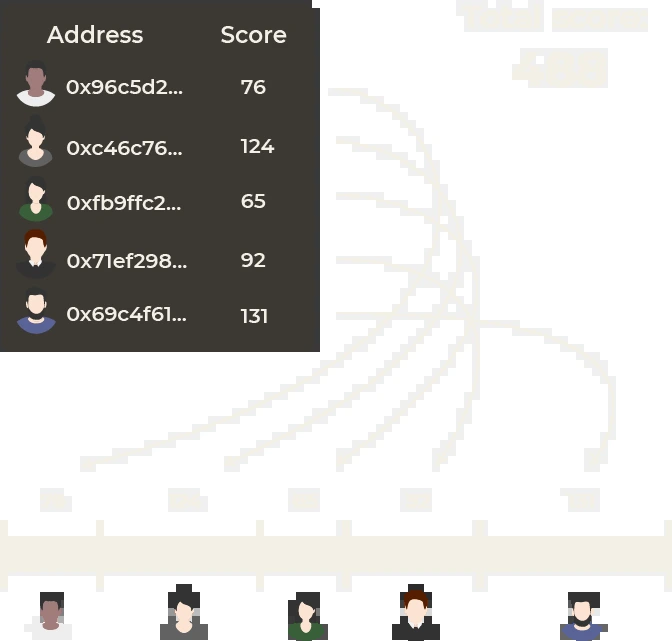 Address Score
0x96c5d2... 76
0xc46c76... 124
0xfb9ffc2... 65
0x71ef298... 92
0x69c4f61... 131